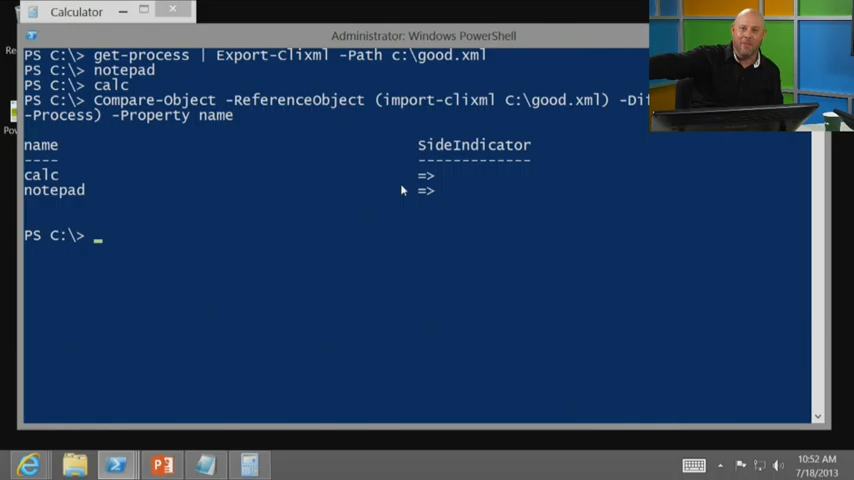 Calculator
Administrator: Windows PowerShell
PS C:\> get-process | Export-Clixml -Path c:\good.xml
PS C:\> notepad
PS C:\> calc
PS C:\> Compare-Object -ReferenceObject (import-clixml C:\good.xml) -Di
-Process) -Property name
name SideIndicator
---- -------------
calc =>
notepad =>
PS C:\>
10:52 AM
7/18/2013